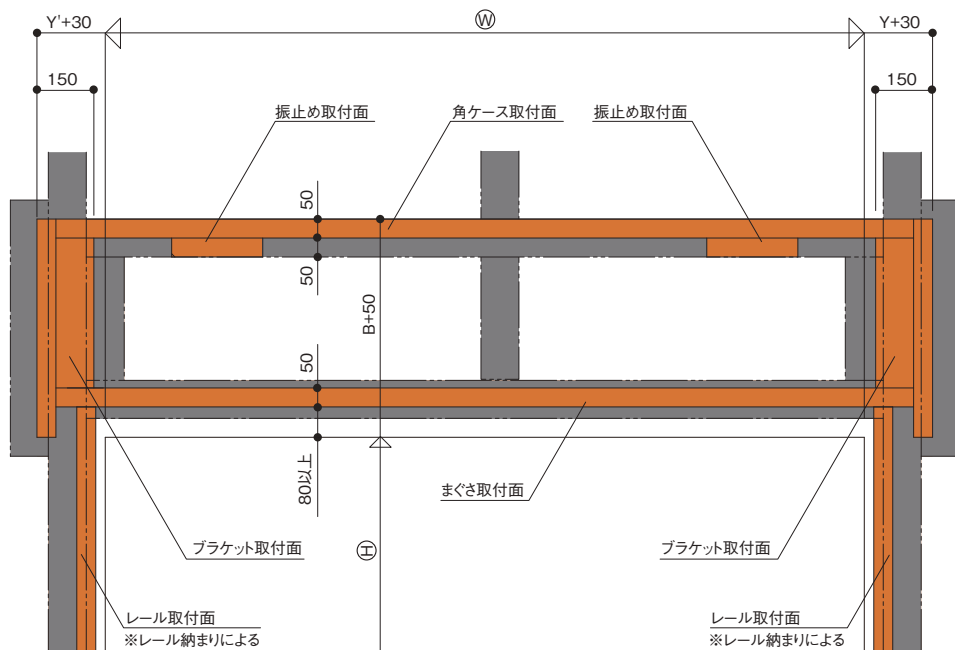 Y'+30
Ⓦ
Y+30
150
150
振止め取付面
角ケース取付面
振止め取付面
50
50
B+50
50
80以上
まぐさ取付面
ブラケット取付面
Ⓗ
ブラケット取付面
レール取付面
※レール納まりによる
レール取付面
※レール納まりによる